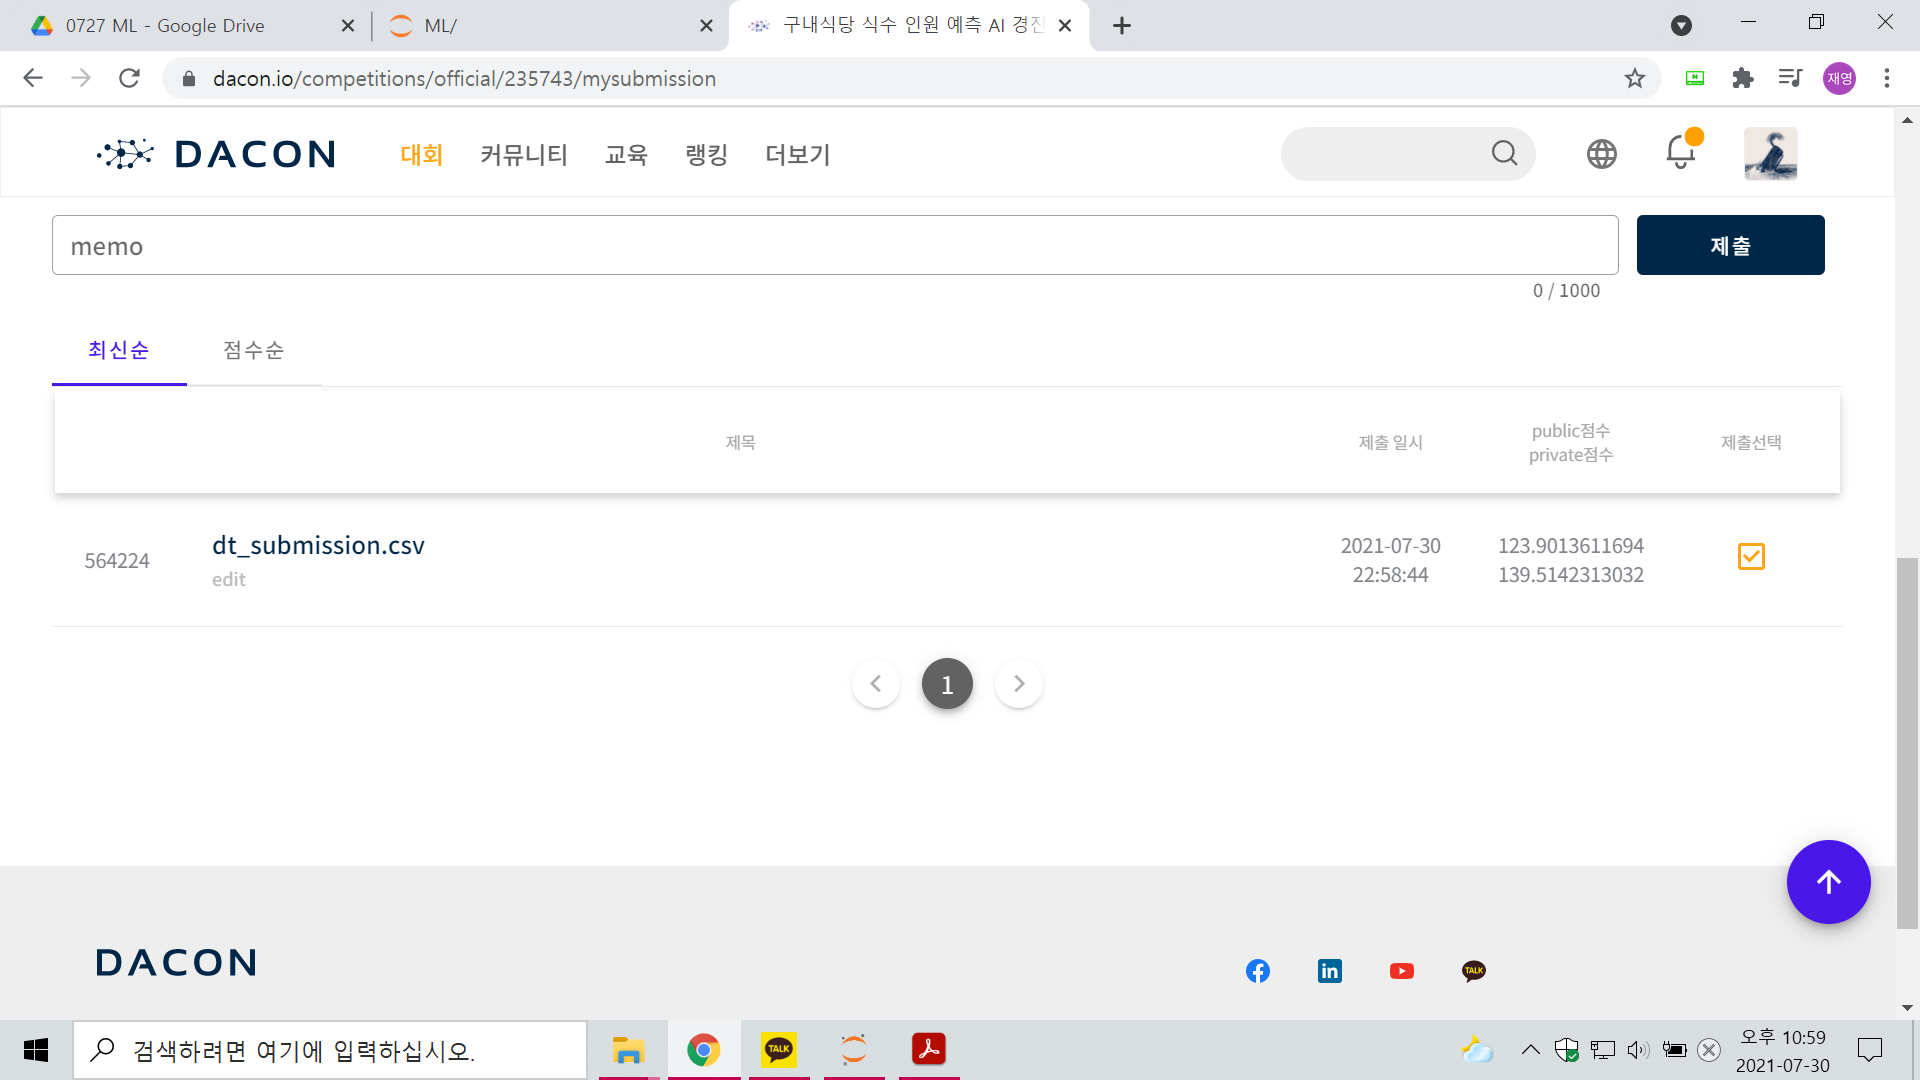 0727 ML - Google Drive
ML/
구내식당 식수 인원 예측 AI 경진
dacon.io/competitions/official/235743/mysubmission
재영
DACON
대회
커뮤니티
교육
랭킹
더보기
memo
제출
0 / 1000
최신순
점수순
제목
제출 일시
public점수
private점수
제출선택
564224
dt_submission.csv
edit
2021-07-30
22:58:44
123.9013611694
139.5142313032
1
DACON
TALK
검색하려면 여기에 입력하십시오.
TALK
오후 10:59
2021-07-30